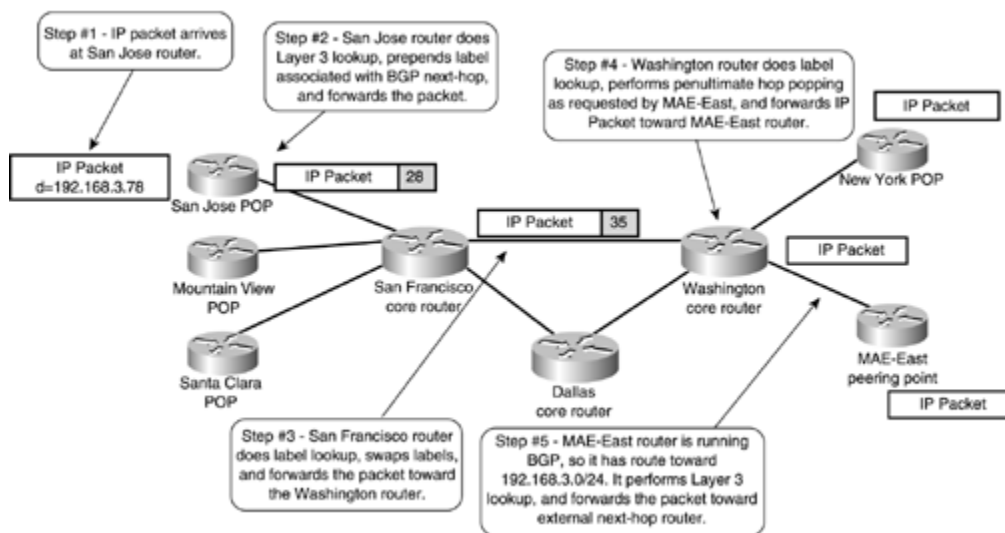 Step #1 - IP packet arrives
at San Jose router.
Step #2 - San Jose router does
Layer 3 lookup, prepends label
associated with BGP next-hop,
and forwards the packet.
Step #4 - Washington router does label
lookup, performs penultimate hop popping
as requested by MAE-East, and forwards IP
Packet toward MAE-East router.
IP Packet
IP Packet
d=192.168.3.78
San Jose POP
IP Packet 28
New York POP
IP Packet 35
IP Packet
Mountain View
POP
San Francisco
core router
Washington
core router
Santa Clara
POP
Dallas
core router
MAE-East
peering point
IP Packet
Step #3 - San Francisco router
does label lookup, swaps labels,
and forwards the packet toward
the Washington router.
Step #5 - MAE-East router is running
BGP, so it has route toward
192.168.3.0/24. It performs Layer 3
lookup, and forwards the packet toward
external next-hop router.